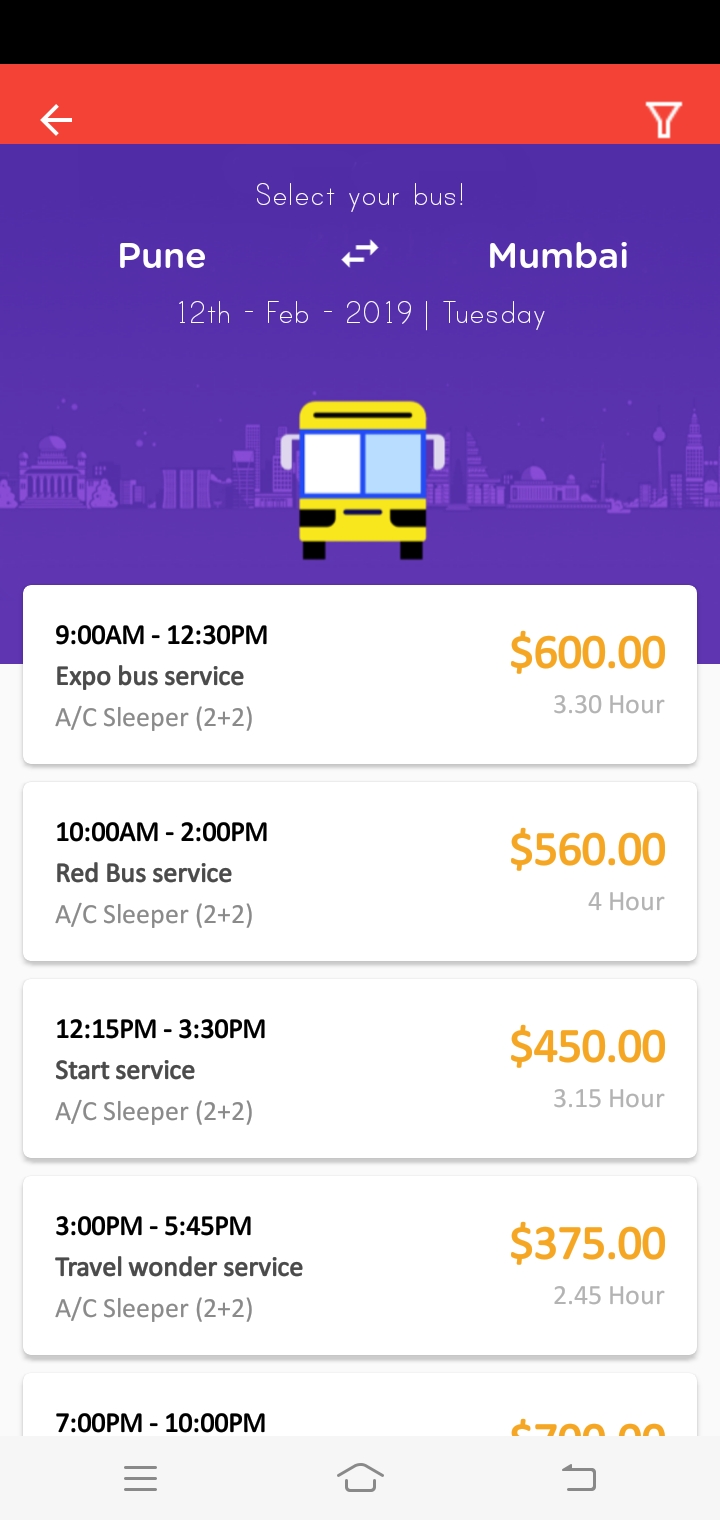 Select your bus!
Pune Mumbai
12th - Feb - 2019 | Tuesday
9:00AM - 12:30PM
$600.00
Expo bus service
3.30 Hour
A/C Sleeper (2+2)
10:00AM - 2:00PM
$560.00
Red Bus service
4 Hour
A/C Sleeper (2+2)
12:15PM - 3:30PM
$450.00
Start service
3.15 Hour
A/C Sleeper (2+2)
3:00PM - 5:45PM
$375.00
Travel wonder service
2.45 Hour
A/C Sleeper (2+2)
7:00PM - 10:00PM